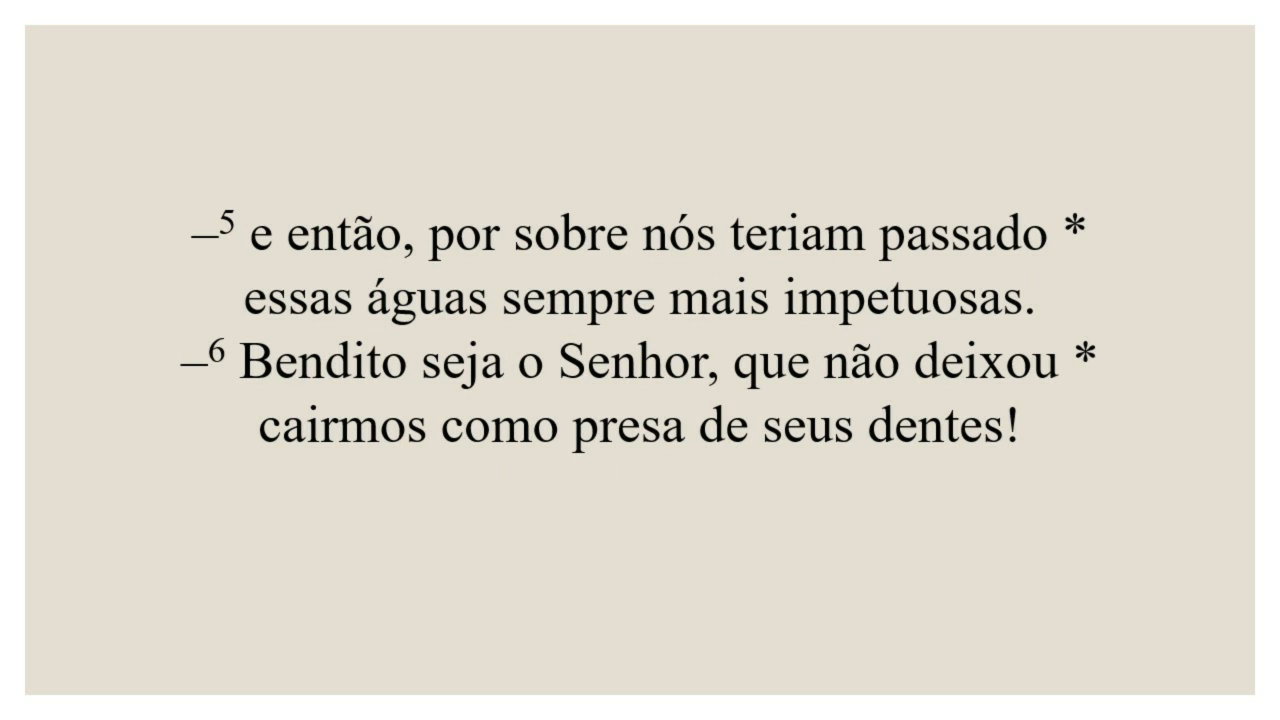 –⁵ e então, por sobre nós teriam passado *
essas águas sempre mais impetuosas.
–⁶ Bendito seja o Senhor, que não deixou *
cairmos como presa de seus dentes!